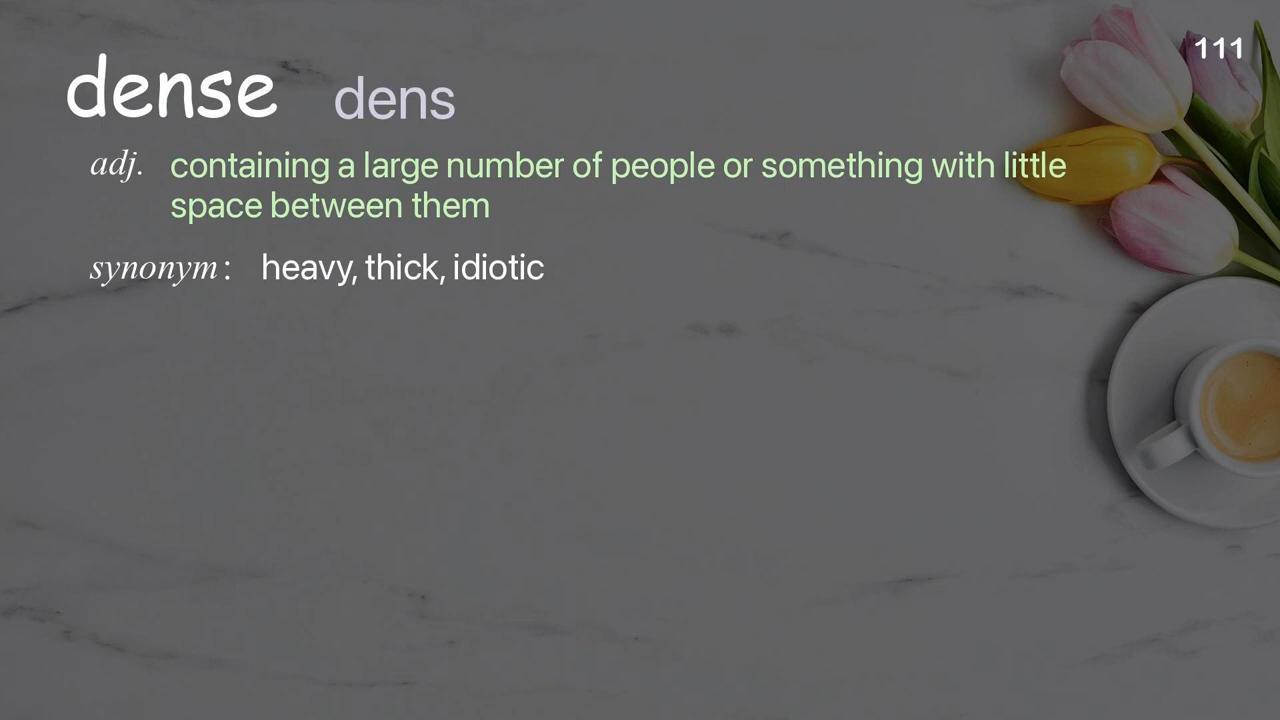 111
dense dens
adj. containing a large number of people or something with little
space between them
synonym: heavy, thick, idiotic